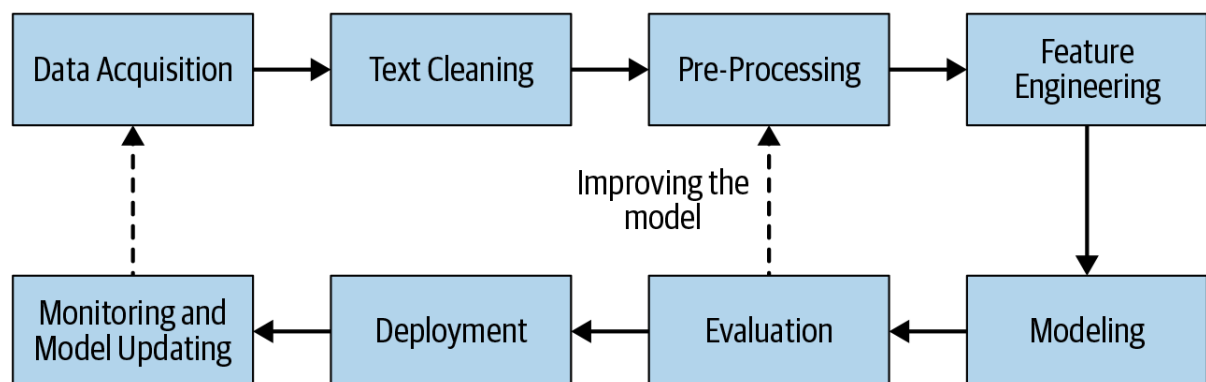 Data Acquisition
Text Cleaning
Pre-Processing
Feature
Engineering
Improving the
model
Monitoring and
Model Updating
Deployment
Evaluation
Modeling